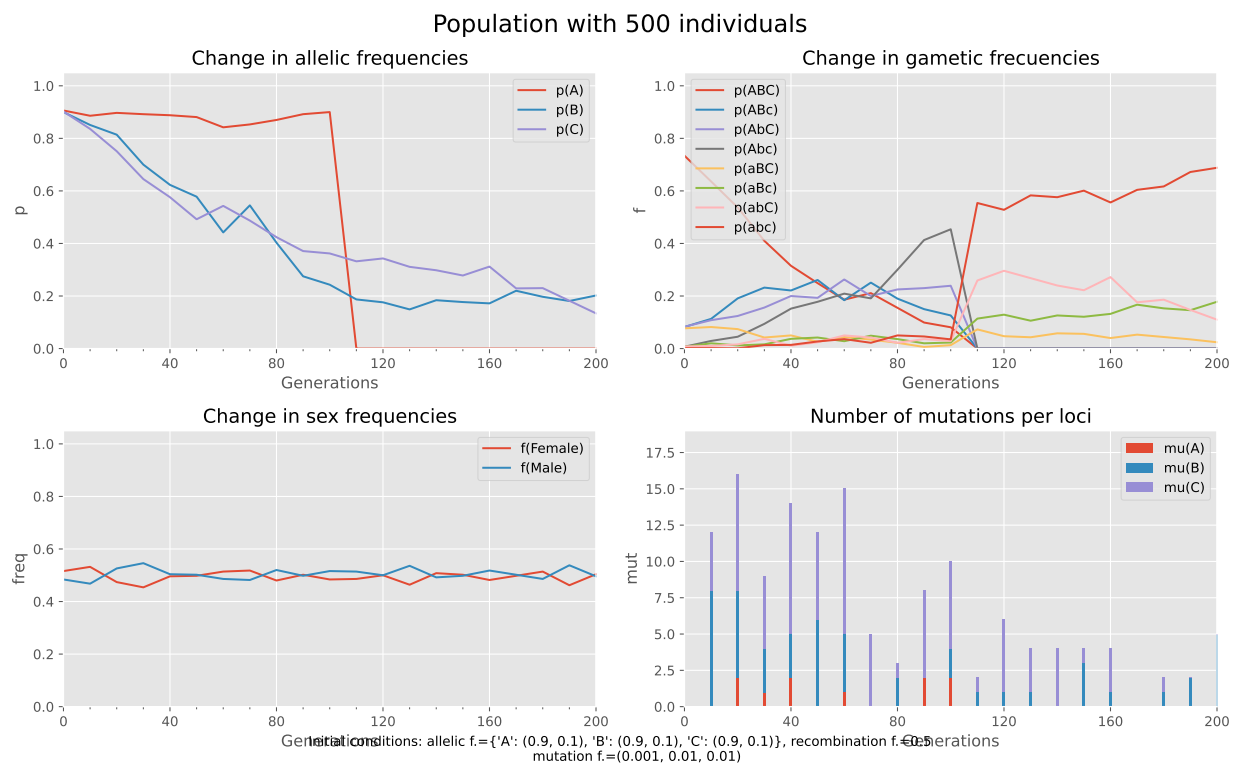 Population with 500 individuals
Change in allelic frequencies
1.0
0.8
0.6
0.4
0.2
0.0
p
p(A)
p(B)
p(C)
0 40 80 120 160 200
Generations
Change in gametic frecuencies
1.0
0.8
0.6
0.4
0.2
0.0
f
p(ABC)
p(ABc)
p(AbC)
p(Abc)
p(aBC)
p(aBc)
p(abC)
p(abc)
0 40 80 120 160 200
Generations
Change in sex frequencies
1.0
0.8
0.6
0.4
0.2
0.0
freq
f(Female)
f(Male)
0 40 80 120 160 200
Generations
Number of mutations per loci
17.5
15.0
12.5
10.0
7.5
5.0
2.5
0.0
mut
mu(A)
mu(B)
mu(C)
0 40 80 120 160 200
Generations
Initial conditions: allelic f.={'A': (0.9, 0.1), 'B': (0.9, 0.1), 'C': (0.9, 0.1)}, recombination f.=0.5
mutation f.=(0.001, 0.01, 0.01)